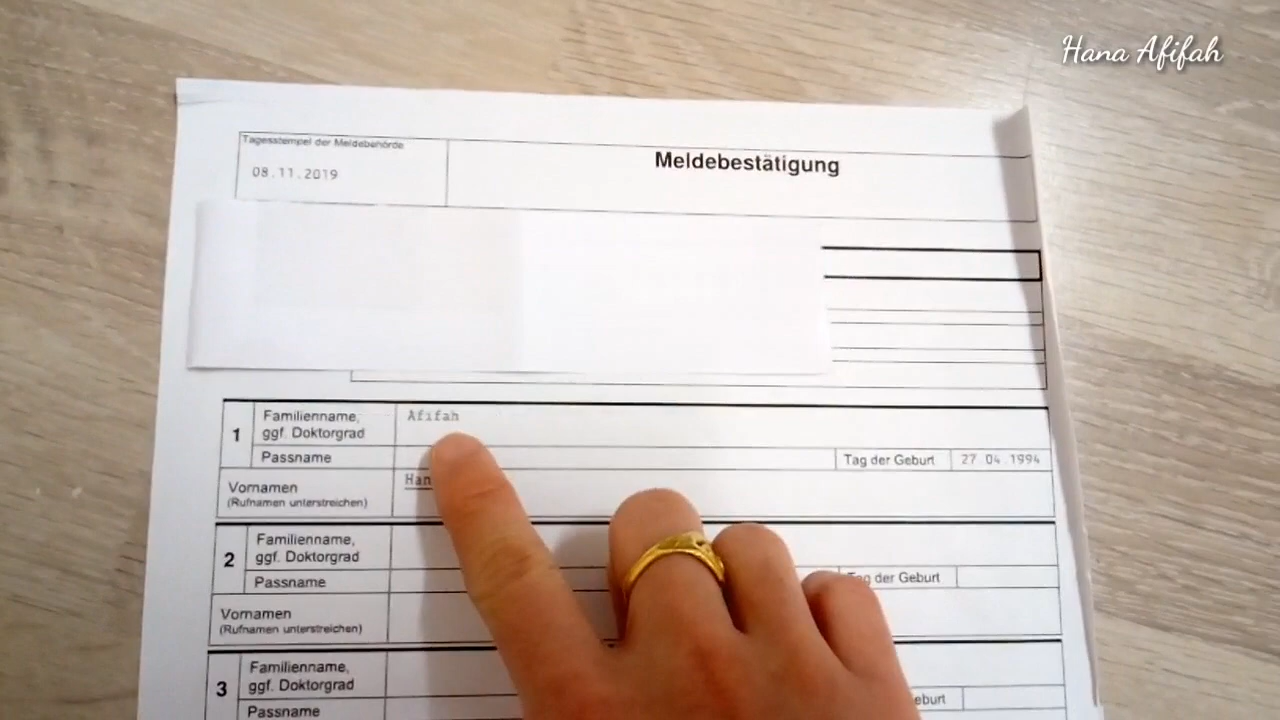 Hana Afifah
Tagesstempel der Meldebehörde
08.11.2019
Meldebestätigung
1
Familienname,
ggf. Doktorgrad
Afifah
Passname
Tag der Geburt
27 04 1994
Vornamen
(Rufnamen unterstreichen)
Han
2
Familienname,
ggf. Doktorgrad
Passname
Tag der Geburt
Vornamen
(Rufnamen unterstreichen)
3
Familienname,
ggf. Doktorgrad
Passname